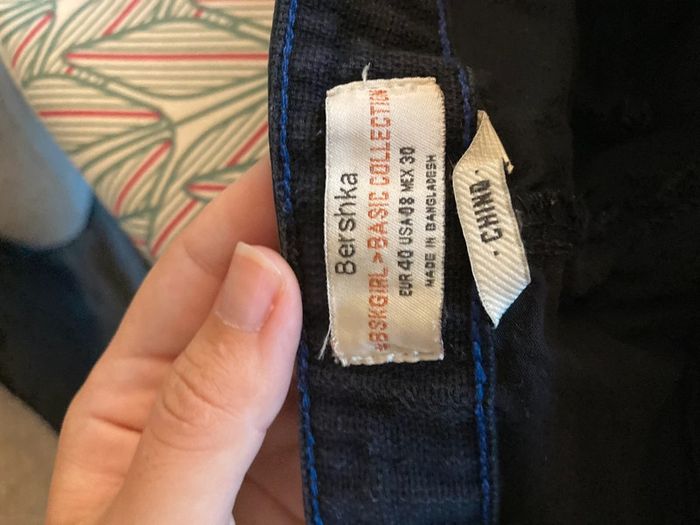 Bershka
#BSKGIRL>BASIC COLLECTION
EUR 40 USA 08 MEX 30
MADE IN BANGLADESH
·CHINO·